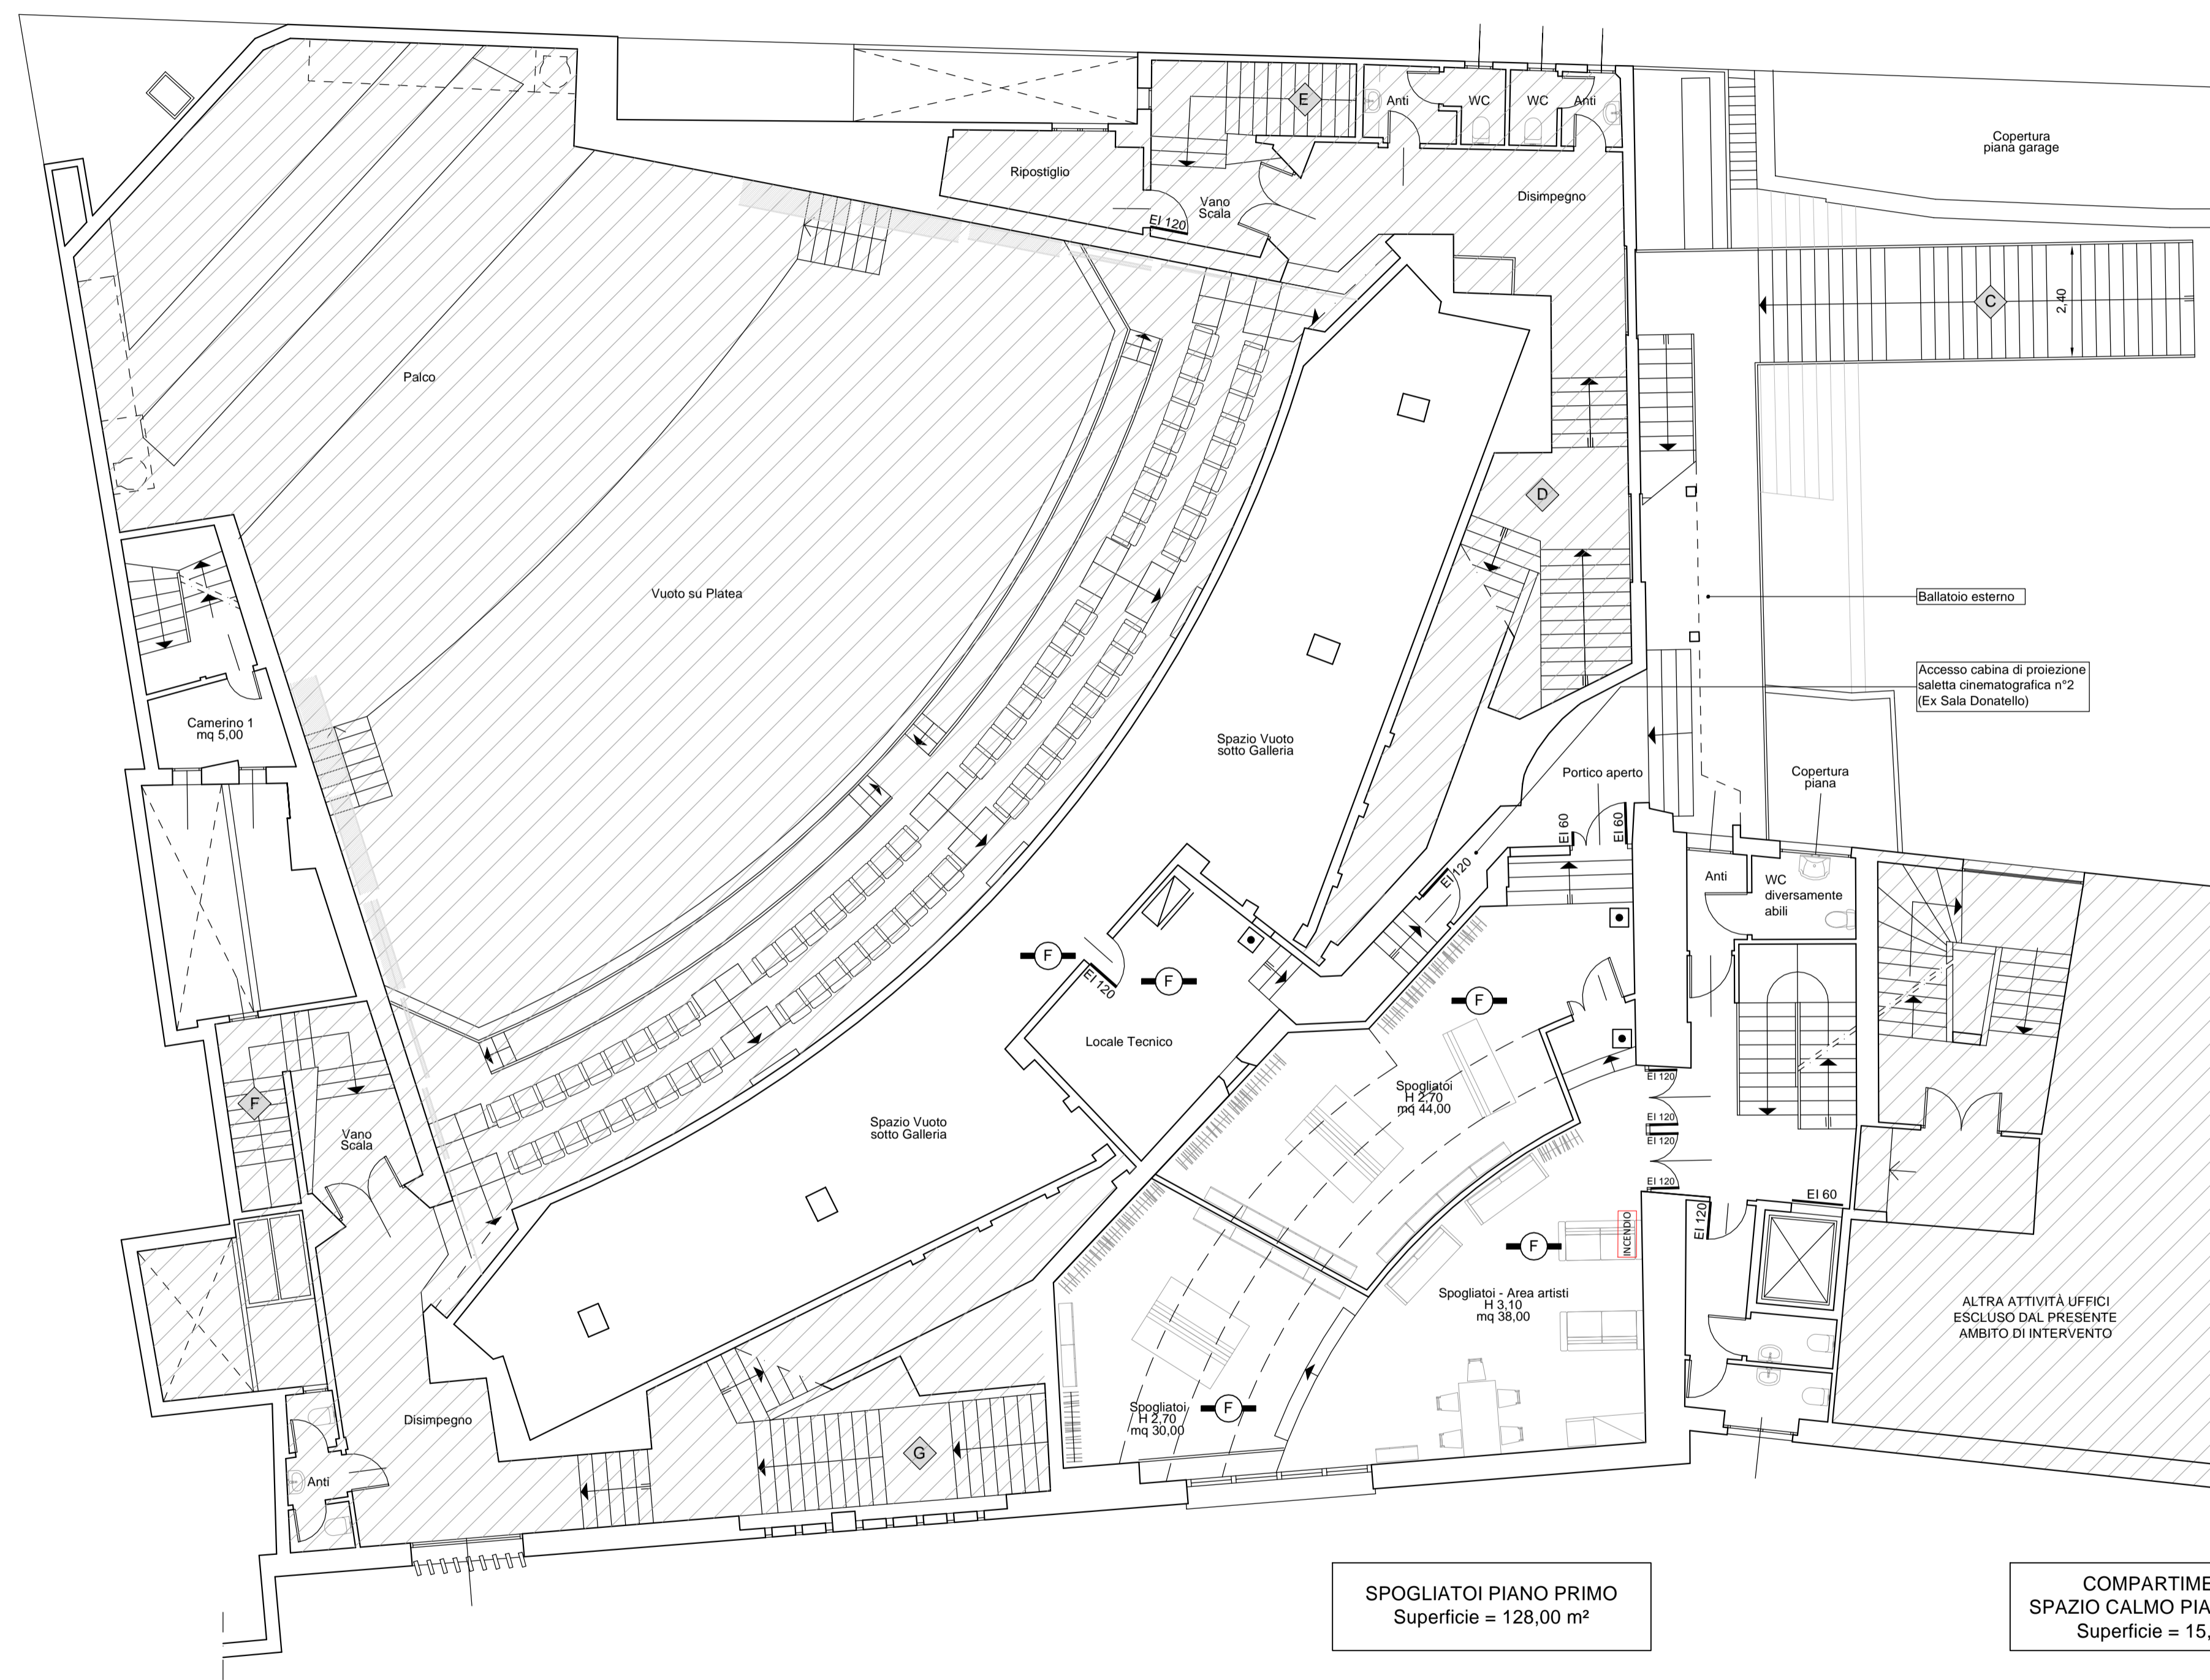 E
Anti
WC
WC
Anti
Copertura
piana garage
Ripostiglio
Vano
Scala
EI 120
Disimpegno
C
2,40
Palco
D
Vuoto su Platea
Ballatoio esterno
Accesso cabina di proiezione
saletta cinematografica n°2
(Ex Sala Donatello)
Camerino 1
mq 5,00
Spazio Vuoto
sotto Galleria
Portico aperto
Copertura
piana
EI 60
EI 60
EI 120
Anti
WC
diversamente
abili
F
F
EI 120
F
Locale Tecnico
Spogliatoi
H 2,70
mq 44,00
EI 120
EI 120
EI 120
EI 120
F
Vano
Scala
Spazio Vuoto
sotto Galleria
EI 60
EI 120
INCENDIO
F
Spogliatoi - Area artisti
H 3,10
mq 38,00
ALTRA ATTIVITÀ UFFICI
ESCLUSO DAL PRESENTE
AMBITO DI INTERVENTO
Spogliatoi
H 2,70
mq 30,00
F
Disimpegno
G
Anti
SPOGLIATOI PIANO PRIMO
Superficie = 128,00 m²
COMPARTIME
SPAZIO CALMO PIA
Superficie = 15,